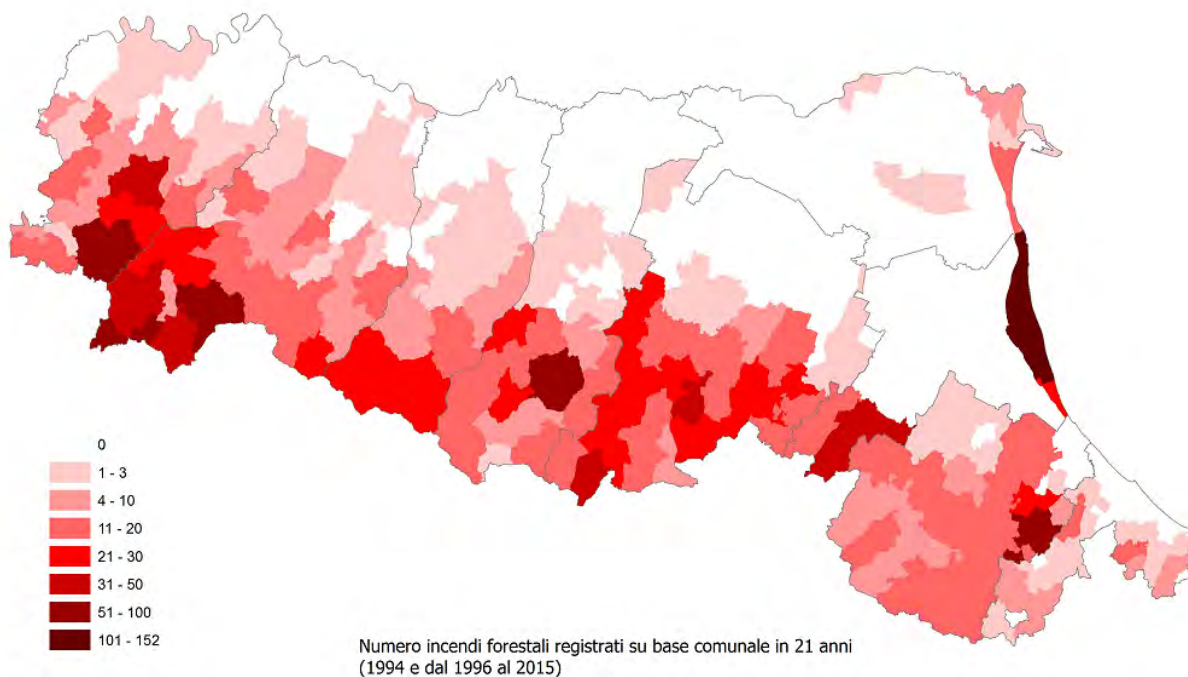 0
1 - 3
4 - 10
11 - 20
21 - 30
31 - 50
51 - 100
101 - 152
Numero incendi forestali registrati su base comunale in 21 anni
(1994 e dal 1996 al 2015)